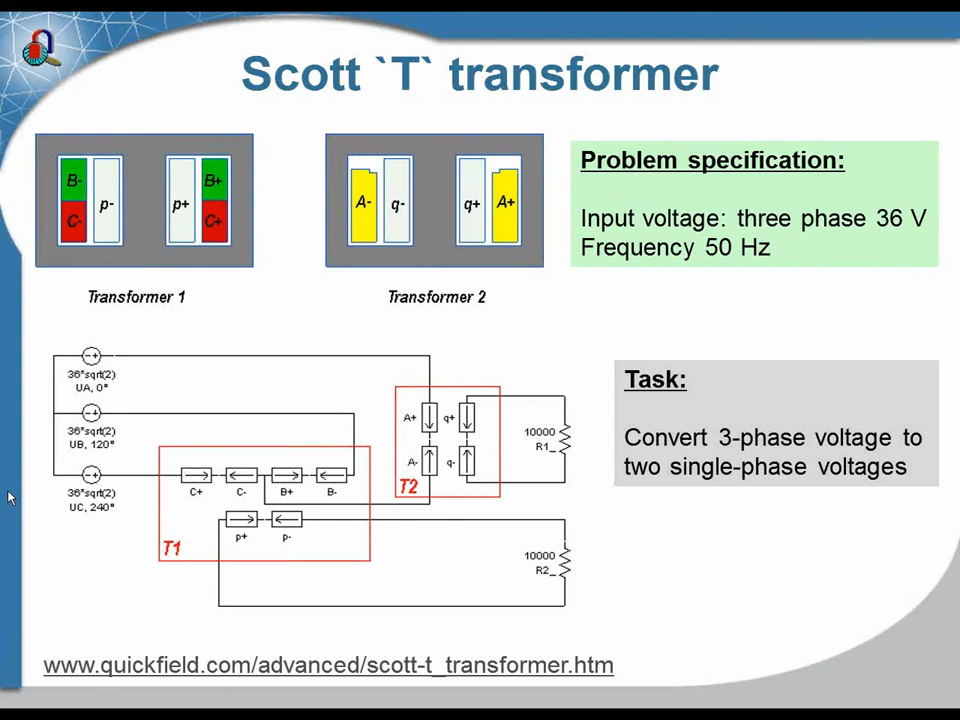 Scott `T` transformer
B- p- p+ B+
C- C+
A- q- q+ A+
Transformer 1
Transformer 2
Problem specification:
Input voltage: three phase 36 V
Frequency 50 Hz
36*sqrt(2)
UA, 0°
36*sqrt(2)
UB, 120°
36*sqrt(2)
UC, 240°
A+ q+
A- q-
T2
10000
R1_
C+ C- B+ B-
p+ p-
T1
10000
R2_
Task:
Convert 3-phase voltage to
two single-phase voltages
www.quickfield.com/advanced/scott-t_transformer.htm